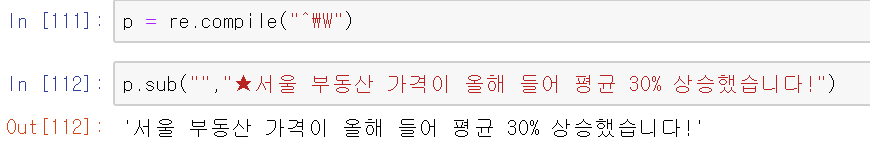 In [111]: p = re.compile("^₩W")
In [112]: p.sub("","★서울 부동산 가격이 올해 들어 평균 30% 상승했습니다!")
Out[112]: '서울 부동산 가격이 올해 들어 평균 30% 상승했습니다!'